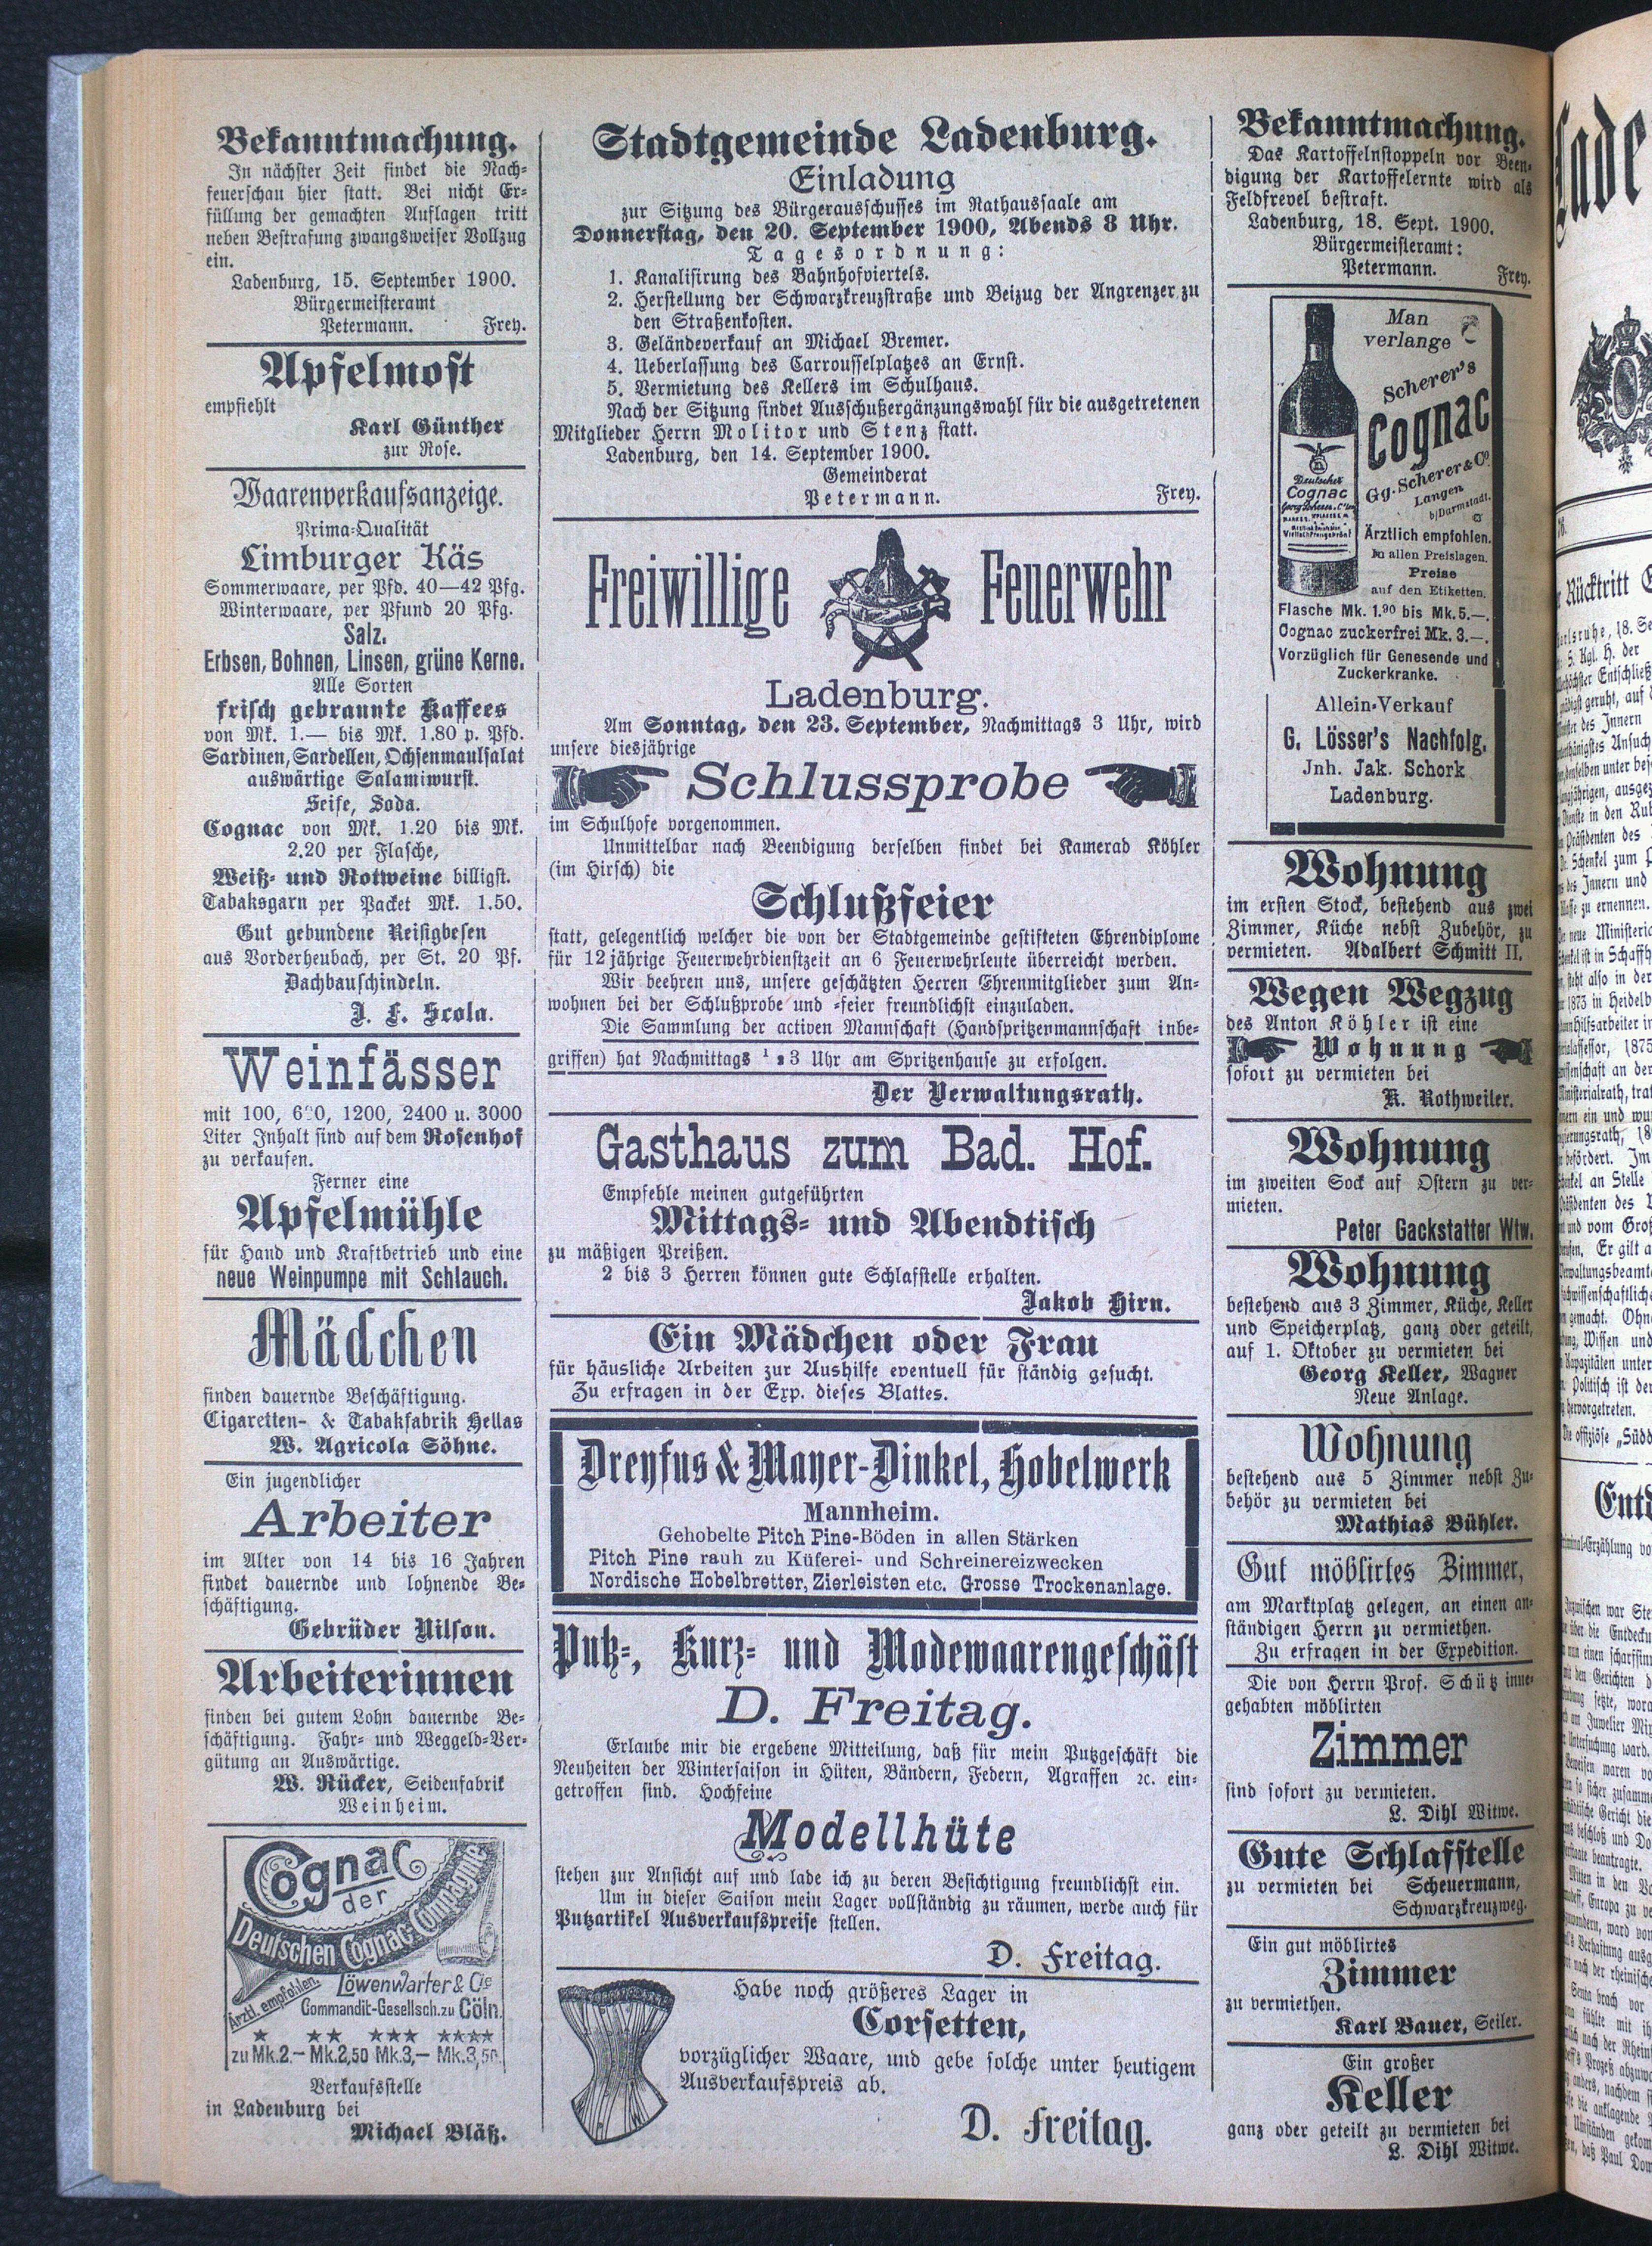 Bekanntmachung.
In nächster Zeit findet die Nach-
feuerschau hier statt. Bei nicht Er-
füllung der gemachten Auflagen tritt
neben Bestrafung zwangsweiser Vollzug
ein.
Ladenburg, 15. September 1900.
Bürgermeisteramt
Petermann. Frey.
Apfelmost
empfiehlt
Karl Günther
zur Rose.
Waarenverkaufsanzeige.
Prima-Qualität
Limburger Käs
Sommerwaare, per Pfd. 40—42 Pfg.
Winterwaare, per Pfund 20 Pfg.
Salz.
Erbsen, Bohnen, Linsen, grüne Kerne.
Alle Sorten
frisch gebrannte Kaffees
von Mk. 1.— bis Mk. 1.80 p. Pfd.
Sardinen, Sardellen, Ochsenmaulsalat
auswärtige Salamiwurst.
Seife, Soda.
Cognac von Mk. 1.20 bis Mk.
2.20 per Flasche,
Weiß- und Rotweine billigst.
Tabaksgarn per Packet Mk. 1.50.
Gut gebundene Reisigbesen
aus Vorderheubach, per St. 20 Pf.
Dachbauschindeln.
J. F. Scola.
Weinfässer
mit 100, 600, 1200, 2400 u. 3000
Liter Inhalt sind auf dem Rosenhof
zu verkaufen.
Ferner eine
Apfelmühle
für Hand und Kraftbetrieb und eine
neue Weinpumpe mit Schlauch.
Mädchen
finden dauernde Beschäftigung.
Cigaretten- & Tabakfabrik Hellas
W. Agricola Söhne.
Ein jugendlicher
Arbeiter
im Alter von 14 bis 16 Jahren
findet dauernde und lohnende Be-
schäftigung.
Gebrüder Nilson.
Arbeiterinnen
finden bei gutem Lohn dauernde Be-
schäftigung. Fahr- und Weggeld-Ver-
gütung an Auswärtige.
W. Rücker, Seidenfabrik
Weinheim.
Cognac
der
Deutschen Cognac-Compagnie
Löwenwarter & Cie
Ärztl. empfohlen.
Commandit-Gesellsch. zu Cöln.
★ ★★ ★★★ ★★★★
zu Mk. 2.- Mk. 2,50 Mk. 3,— Mk. 3,50.
Verkaufsstelle
in Ladenburg bei
Michael Bläß.
Stadtgemeinde Ladenburg.
Einladung
zur Sitzung des Bürgerausschusses im Rathaussaale am
Donnerstag, den 20. September 1900, Abends 8 Uhr.
Tagesordnung:
1. Kanalisirung des Bahnhofviertels.
2. Herstellung der Schwarzkreuzstraße und Beizug der Angrenzer zu
den Straßenkosten.
3. Geländeverkauf an Michael Bremer.
4. Ueberlassung des Carrousselplatzes an Ernst.
5. Vermietung des Kellers im Schulhaus.
Nach der Sitzung findet Ausschußergänzungswahl für die ausgetretenen
Mitglieder Herrn Molitor und Stenz statt.
Ladenburg, den 14. September 1900.
Gemeinderat
Petermann. Frey.
Freiwillige Feuerwehr
Ladenburg.
Am Sonntag, den 23. September, Nachmittags 3 Uhr, wird
unsere diesjährige
Schlussprobe
im Schulhofe vorgenommen.
Unmittelbar nach Beendigung derselben findet bei Kamerad Köhler
(im Hirsch) die
Schlußfeier
statt, gelegentlich welcher die von der Stadtgemeinde gestifteten Ehrendiplome
für 12jährige Feuerwehrdienstzeit an 6 Feuerwehrleute überreicht werden.
Wir beehren uns, unsere geschätzten Herren Ehrenmitglieder zum An-
wohnen bei der Schlußprobe und -feier freundlichst einzuladen.
Die Sammlung der activen Mannschaft (Handspritzenmannschaft inbe-
griffen) hat Nachmittags 3 Uhr am Spritzenhause zu erfolgen.
Der Verwaltungsrath.
Gasthaus zum Bad. Hof.
Empfehle meinen gutgeführten
Mittags- und Abendtisch
zu mäßigen Preißen.
2 bis 3 Herren können gute Schlafstelle erhalten.
Jakob Hirn.
Ein Mädchen oder Frau
für häusliche Arbeiten zur Aushilfe eventuell für ständig gesucht.
Zu erfragen in der Exp. dieses Blattes.
Dreyfus & Mayer-Dinkel, Hobelwerk
Mannheim.
Gehobelte Pitch Pine-Böden in allen Stärken
Pitch Pine rauh zu Küferei- und Schreinereizwecken
Nordische Hobelbretter, Zierleisten etc. Grosse Trockenanlage.
Putz-, Kurz- und Modewaarengeschäft
D. Freitag.
Erlaube mir die ergebene Mitteilung, daß für mein Putzgeschäft die
Neuheiten der Wintersaison in Hüten, Bändern, Federn, Agraffen ꝛc. ein-
getroffen sind. Hochfeine
Modellhüte
stehen zur Ansicht auf und lade ich zu deren Besichtigung freundlichst ein.
Um in dieser Saison mein Lager vollständig zu räumen, werde auch für
Putzartikel Ausverkaufspreise stellen.
D. Freitag.
Habe noch größeres Lager in
Corsetten,
vorzüglicher Waare, und gebe solche unter heutigem
Ausverkaufspreis ab.
D. Freitag.
Bekanntmachung.
Das Kartoffelnstoppeln vor Been-
digung der Kartoffelernte wird als
Feldfrevel bestraft.
Ladenburg, 18. Sept. 1900.
Bürgermeisteramt:
Petermann. Frey.
Man
verlange
Scherer's
Cognac
Gg. Scherer & Co.
Langen
b/Darmstadt.
Deutscher
Cognac
Ärztlich empfohlen.
In allen Preislagen.
Preise
auf den Etiketten.
Flasche Mk. 1.90 bis Mk. 5.—.
Cognac zuckerfrei Mk. 3.—.
Vorzüglich für Genesende und
Zuckerkranke.
Allein-Verkauf
G. Lösser's Nachfolg.
Jnh. Jak. Schork
Ladenburg.
Wohnung
im ersten Stock, bestehend aus zwei
Zimmer, Küche nebst Zubehör, zu
vermieten. Adalbert Schmitt II.
Wegen Wegzug
des Anton Köhler ist eine
Wohnung
sofort zu vermieten bei
K. Rothweiler.
Wohnung
im zweiten Sock auf Ostern zu ver-
mieten.
Peter Gackstatter Wtw.
Wohnung
bestehend aus 3 Zimmer, Küche, Keller
und Speicherplatz, ganz oder geteilt,
auf 1. Oktober zu vermieten bei
Georg Keller, Wagner
Neue Anlage.
Wohnung
bestehend aus 5 Zimmer nebst Zu-
behör zu vermieten bei
Mathias Bühler.
Gut möblirtes Zimmer,
am Marktplatz gelegen, an einen an-
ständigen Herrn zu vermiethen.
Zu erfragen in der Expedition.
Die von Herrn Prof. Schütz inne-
gehabten möblirten
Zimmer
sind sofort zu vermieten.
L. Dihl Witwe.
Gute Schlafstelle
zu vermieten bei Scheuermann,
Schwarzkreuzweg.
Ein gut möblirtes
Zimmer
zu vermiethen.
Karl Bauer, Seiler.
Ein großer
Keller
ganz oder geteilt zu vermieten bei
L. Dihl Witwe.